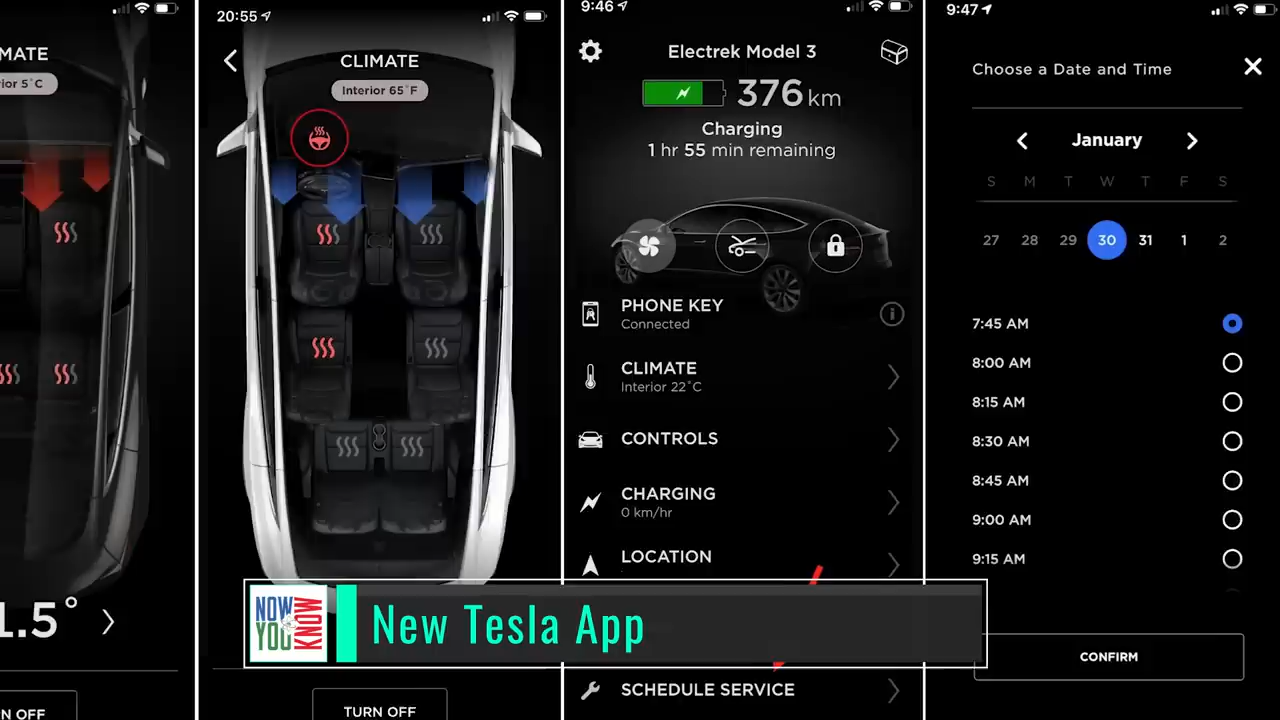 MATE
rior 5°C
1.5°
N OFF
20:55
CLIMATE
Interior 65°F
TURN OFF
9:46
Electrek Model 3
376 km
Charging
1 hr 55 min remaining
PHONE KEY
Connected
CLIMATE
Interior 22°C
CONTROLS
CHARGING
0 km/hr
LOCATION
SCHEDULE SERVICE
9:47
Choose a Date and Time
January
S M T W T F S
27 28 29 30 31 1 2
7:45 AM
8:00 AM
8:15 AM
8:30 AM
8:45 AM
9:00 AM
9:15 AM
CONFIRM
NOW
YOU
KNOW
New Tesla App